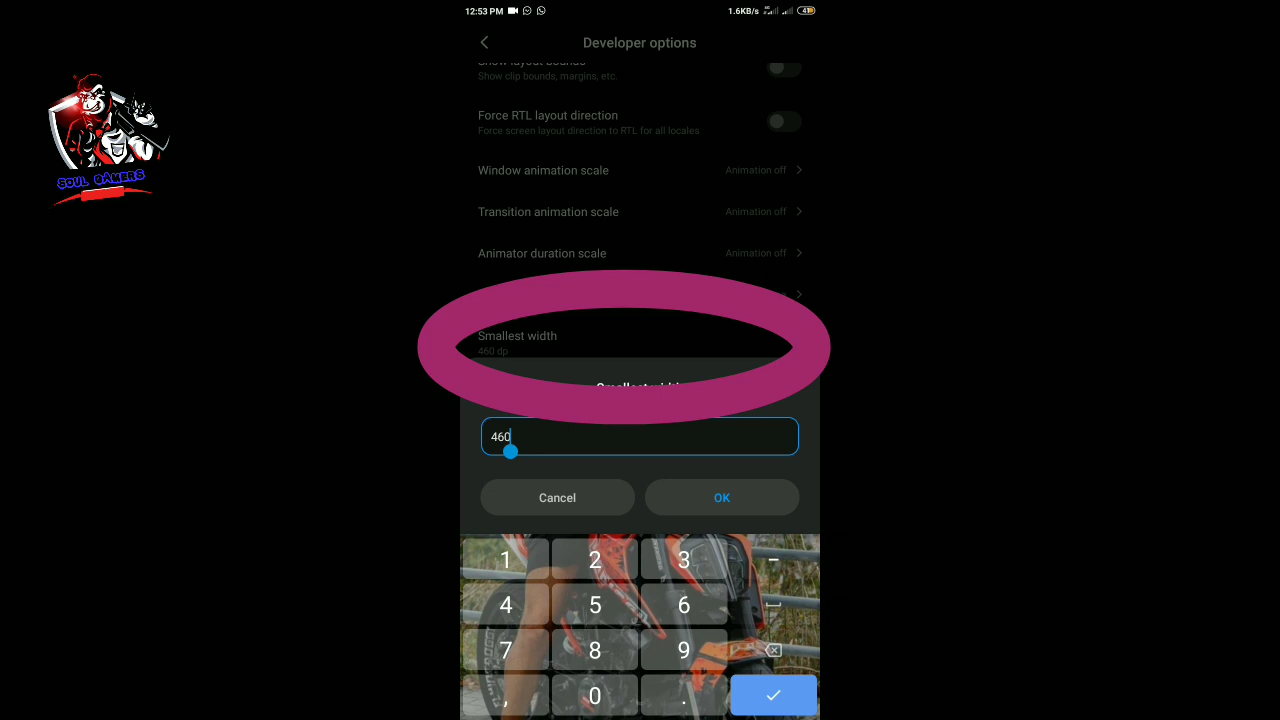 12:53 PM
1.6KB/s
4G
41
Developer options
Show layout bounds
Show clip bounds, margins, etc.
Force RTL layout direction
Force screen layout direction to RTL for all locales
Window animation scale
Animation off
Transition animation scale
Animation off
Animator duration scale
Animation off
Smallest width
460 dp
Smallest width
460
Cancel
OK
1 2 3 −
4 5 6
7 8 9
, 0 .
SOUL GAMERS